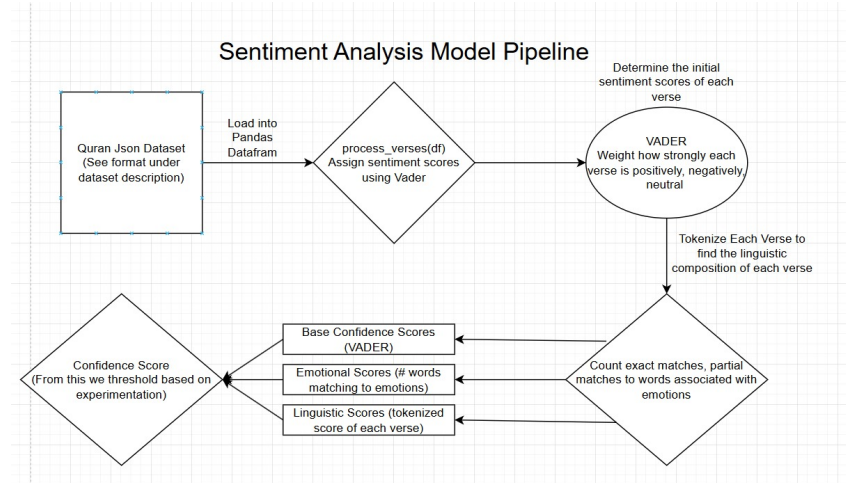 Sentiment Analysis Model Pipeline
Quran Json Dataset
(See format under
dataset description)
Load into
Pandas
Datafram
process_verses(df)
Assign sentiment scores
using Vader
Determine the initial
sentiment scores of each
verse
VADER
Weight how strongly each
verse is positively, negatively,
neutral
Tokenize Each Verse to
find the linguistic
composition of each verse
Count exact matches, partial
matches to words associated with
emotions
Base Confidence Scores
(VADER)
Emotional Scores (# words
matching to emotions)
Linguistic Scores (tokenized
score of each verse)
Confidence Score
(From this we threshold based on
experimentation)